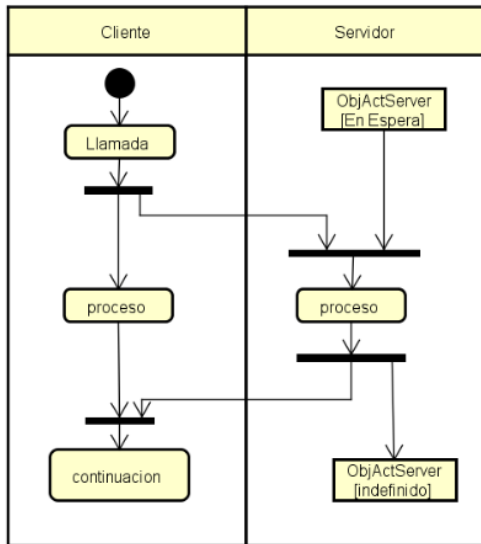 Cliente
Servidor
Llamada
ObjActServer
[En Espera]
proceso
proceso
continuacion
ObjActServer
[indefinido]